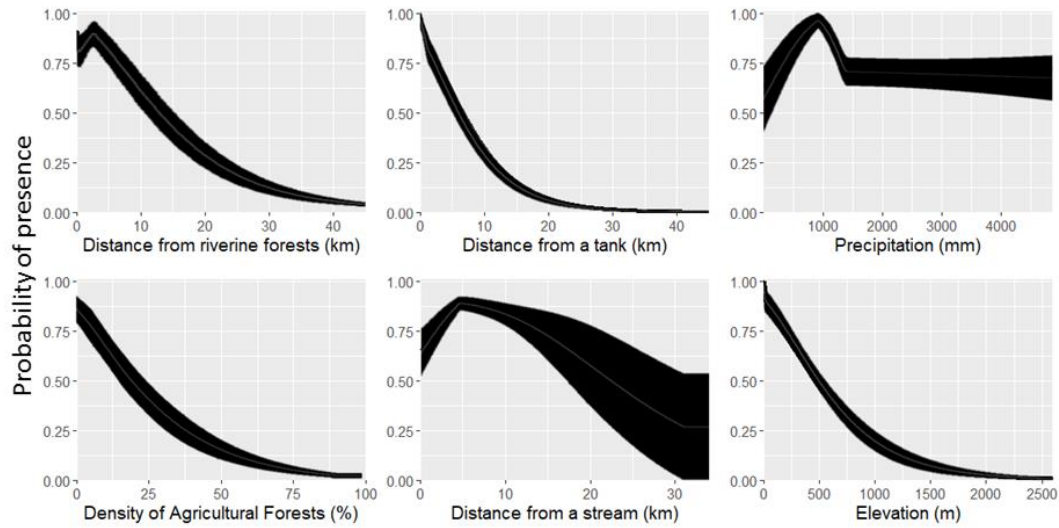 Probability of presence
1.00
0.75
0.50
0.25
0.00
0 10 20 30 40
Distance from riverine forests (km)
1.00
0.75
0.50
0.25
0.00
0 10 20 30 40
Distance from a tank (km)
1.00
0.75
0.50
0.25
0.00
1000 2000 3000 4000
Precipitation (mm)
1.00
0.75
0.50
0.25
0.00
0 25 50 75 100
Density of Agricultural Forests (%)
1.00
0.75
0.50
0.25
0.00
0 10 20 30
Distance from a stream (km)
1.00
0.75
0.50
0.25
0.00
0 500 1000 1500 2000 2500
Elevation (m)